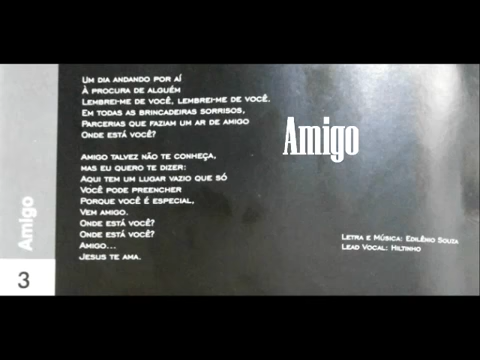 Um dia andando por aí
À procura de alguém
Lembrei-me de você, lembrei-me de você.
Em todas as brincadeiras sorrisos,
Parcerias que faziam um ar de amigo
Onde está você?
Amigo talvez não te conheça,
mas eu quero te dizer:
Aqui tem um lugar vazio que só
Você pode preencher
Porque você é especial,
Vem amigo.
Onde está você?
Onde está você?
Amigo...
Jesus te ama.
Amigo
Letra e Música: Edilênio Souza
Lead Vocal: Hiltinho
Amigo
3